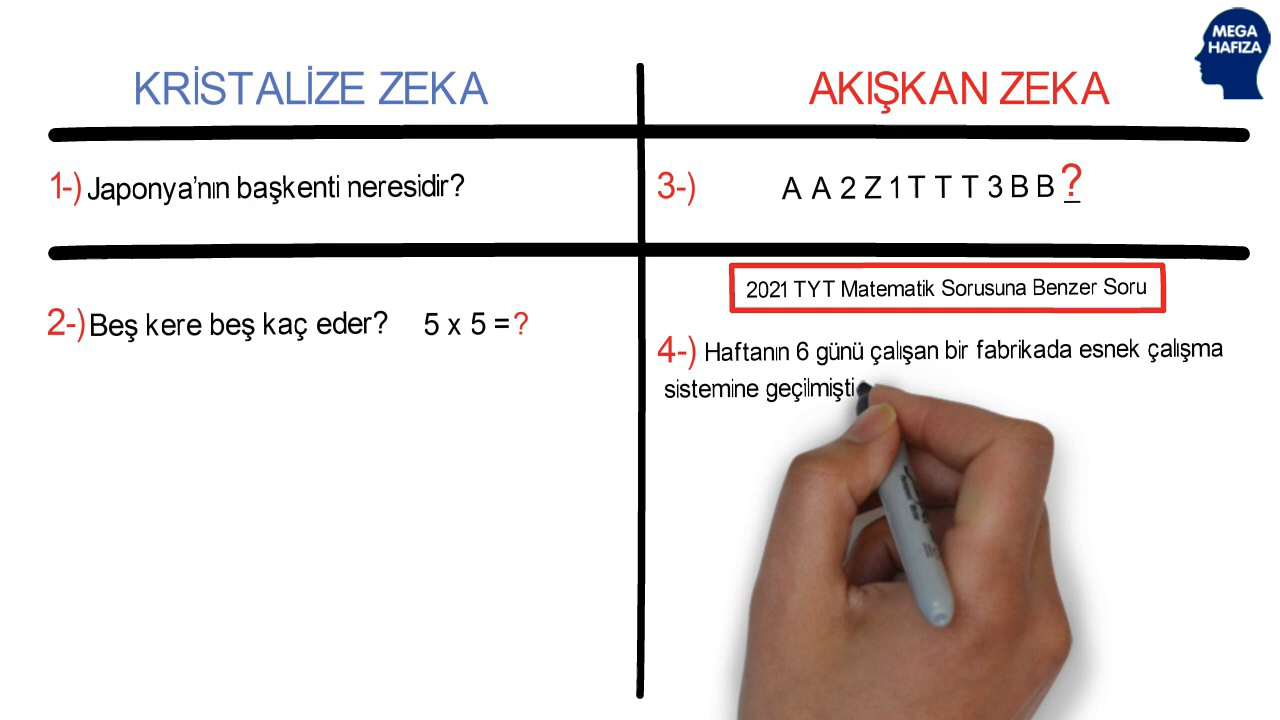 MEGA
HAFIZA
KRİSTALİZE ZEKA
AKIŞKAN ZEKA
1-) Japonya'nın başkenti neresidir?
3-) A A 2 Z 1 T T T 3 B B ?
2-) Beş kere beş kaç eder? 5 x 5 = ?
2021 TYT Matematik Sorusuna Benzer Soru
4-) Haftanın 6 günü çalışan bir fabrikada esnek çalışma
sistemine geçilmişti